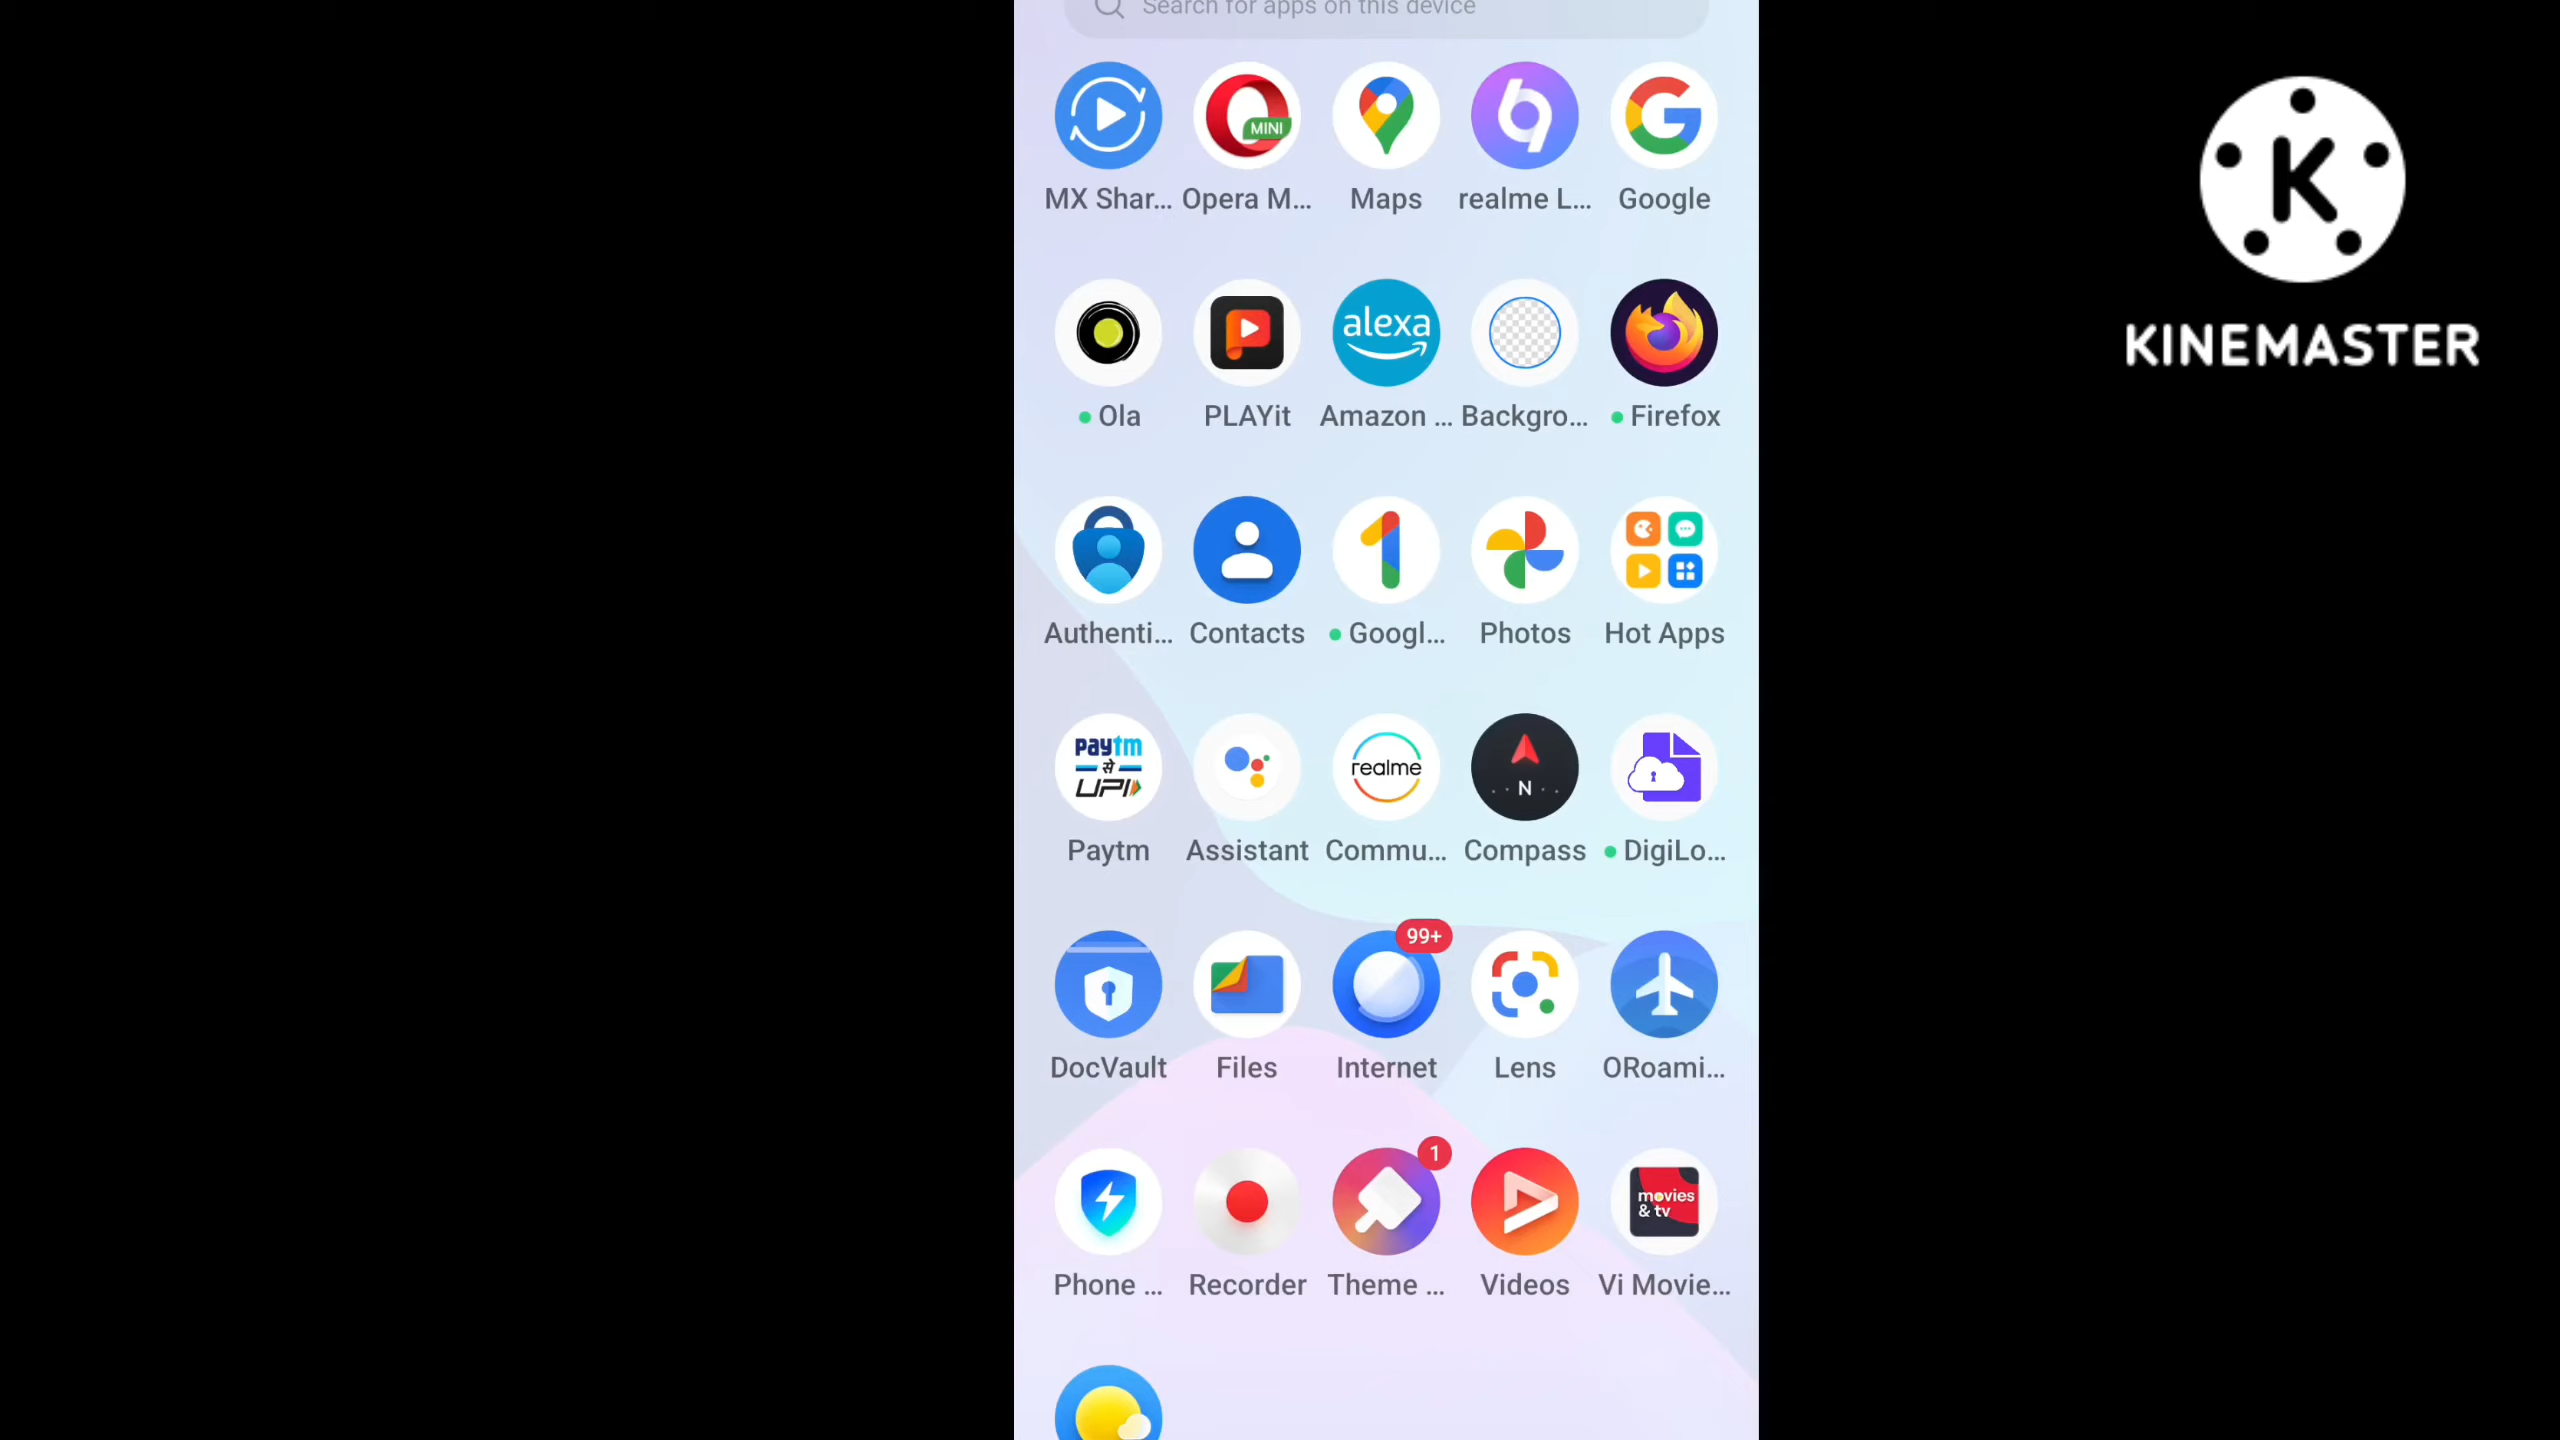 Search for apps on this device
MX Shar... Opera M... Maps realme L... Google
MINI
K
KINEMASTER
alexa
Ola PLAYit Amazon ... Backgro... Firefox
1
Authenti... Contacts Googl... Photos Hot Apps
paytm
से
UPI
realme
N
Paytm Assistant Commu... Compass DigiLo...
99+
DocVault Files Internet Lens ORoami...
1
movies
& tv
Phone ... Recorder Theme ... Videos Vi Movie...